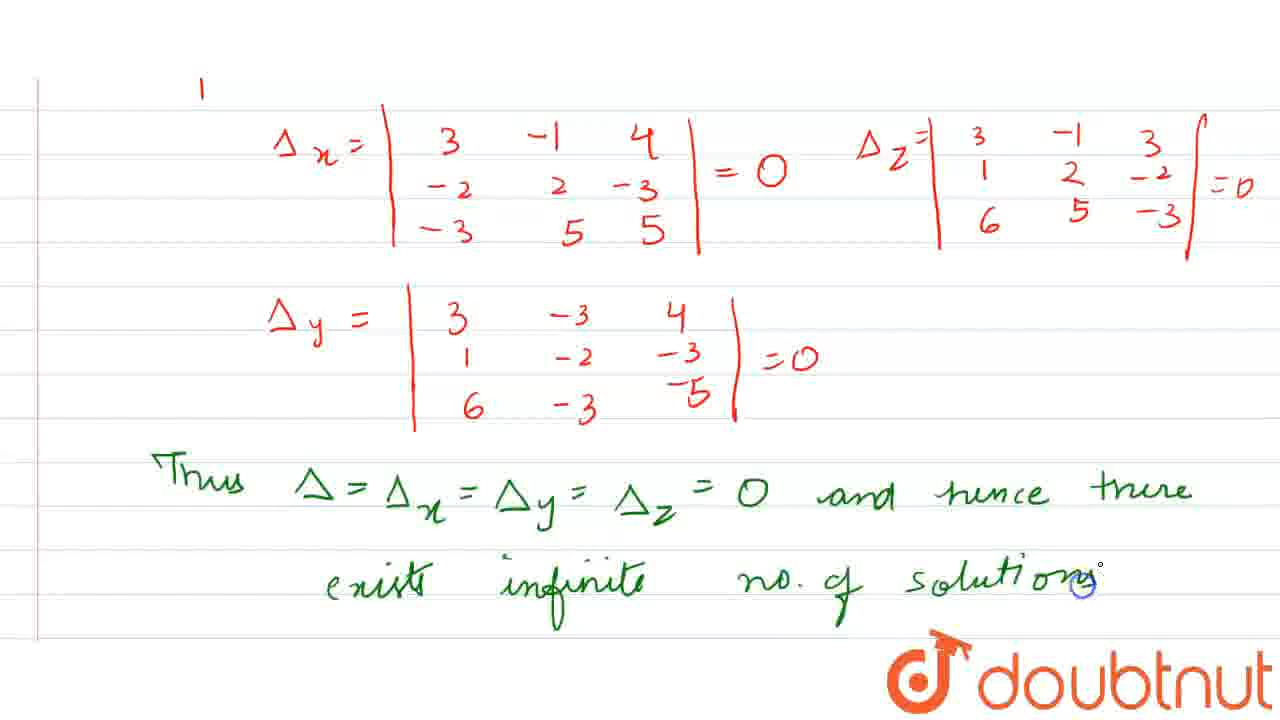 Δx = | 3 -1 4 | = 0 Δz = | 3 -1 3 | = 0
| -2 2 -3 | | 1 2 -2 |
| -3 5 5 | | 6 5 -3 |
Δy = | 3 -3 4 | = 0
| 1 -2 -3 |
| 6 -3 -5 |
Thus Δ = Δx = Δy = Δz = 0 and hence there
exists infinite no. of solutions
doubtnut